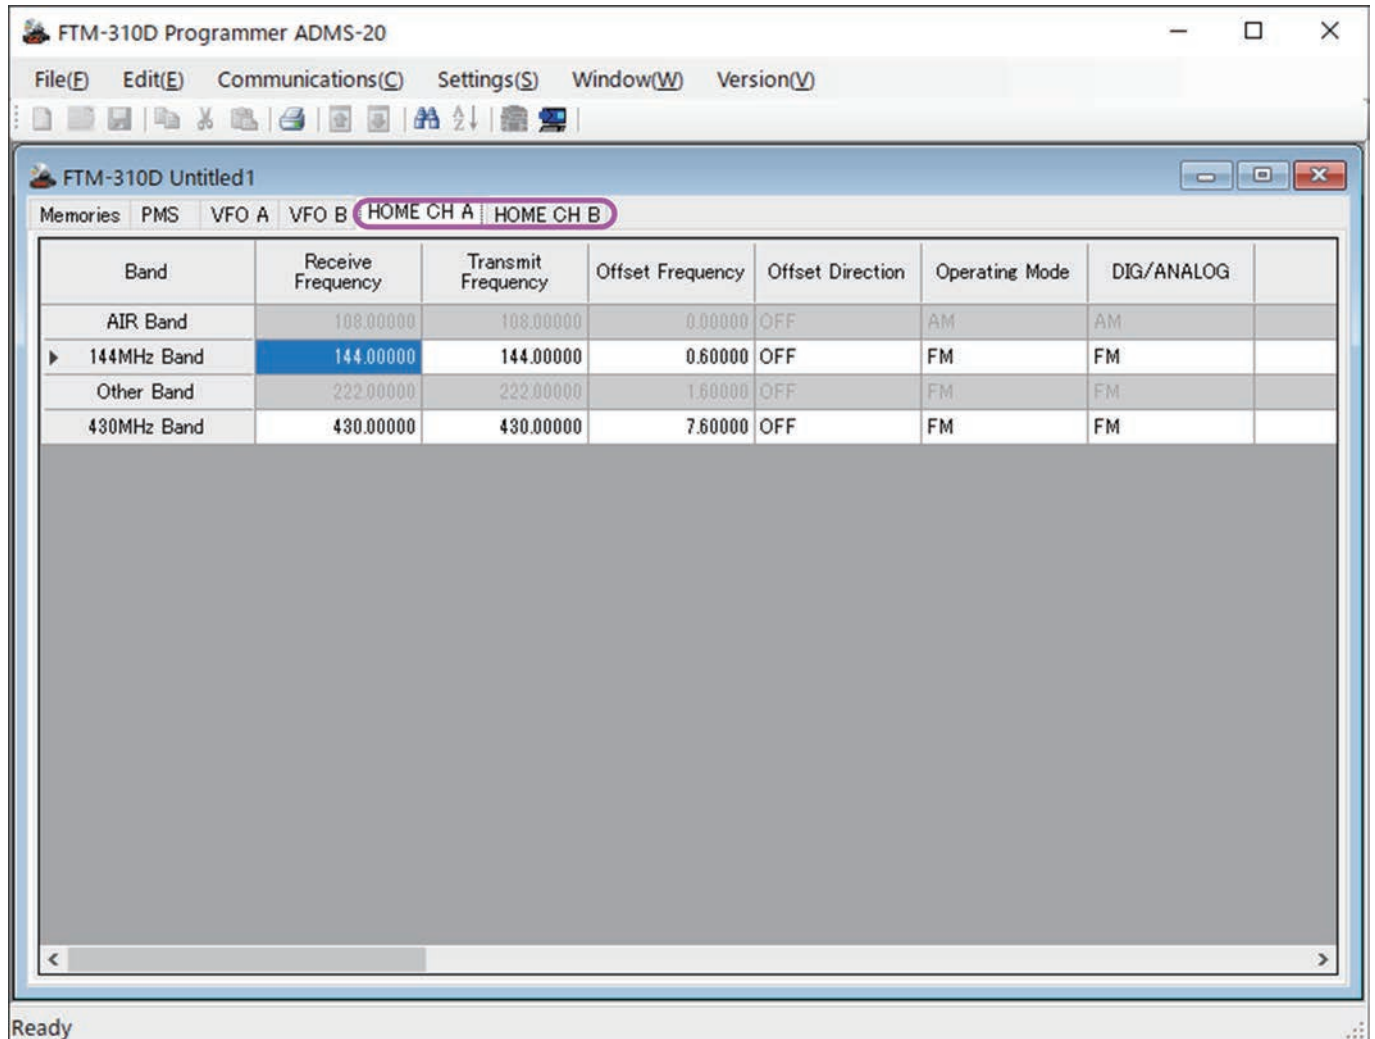 FTM-310D Programmer ADMS-20
File(F) Edit(E) Communications(C) Settings(S) Window(W) Version(V)
FTM-310D Untitled1
Memories PMS VFO A VFO B HOME CH A HOME CH B
Band Receive Frequency Transmit Frequency Offset Frequency Offset Direction Operating Mode DIG/ANALOG
AIR Band 108.00000 108.00000 0.00000 OFF AM AM
144MHz Band 144.00000 144.00000 0.60000 OFF FM FM
Other Band 222.00000 222.00000 1.60000 OFF FM FM
430MHz Band 430.00000 430.00000 7.60000 OFF FM FM
Ready